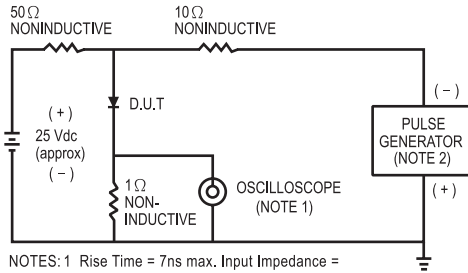 50Ω
NONINDUCTIVE
10Ω
NONINDUCTIVE
(+)
25 Vdc
(approx)
(−)
D.U.T
1Ω
NON-
INDUCTIVE
OSCILLOSCOPE
(NOTE 1)
(−)
PULSE
GENERATOR
(NOTE 2)
(+)
NOTES: 1 Rise Time = 7ns max. Input Impedance =